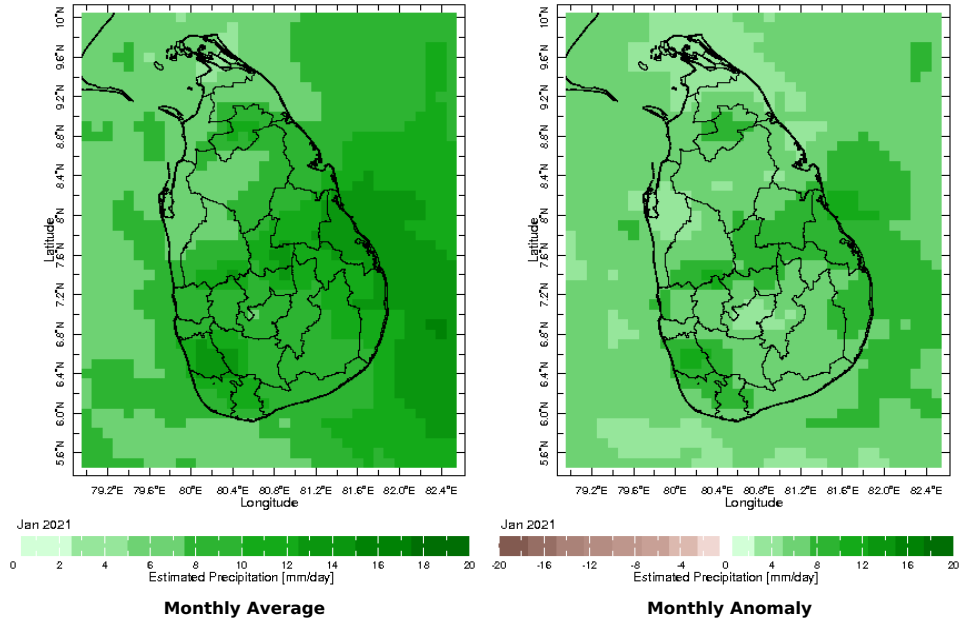 10°N
9.6°N
9.2°N
8.8°N
8.4°N
8°N
7.6°N
7.2°N
6.8°N
6.4°N
6.0°N
5.6°N
Latitude
79.2°E 79.6°E 80°E 80.4°E 80.8°E 81.2°E 81.6°E 82.0°E 82.4°E
Longitude
Jan 2021
0 2 4 6 8 10 12 14 16 18 20
Estimated Precipitation [mm/day]
Monthly Average
10°N
9.6°N
9.2°N
8.8°N
8.4°N
8°N
7.6°N
7.2°N
6.8°N
6.4°N
6.0°N
5.6°N
Latitude
79.2°E 79.6°E 80°E 80.4°E 80.8°E 81.2°E 81.6°E 82.0°E 82.4°E
Longitude
Jan 2021
-20 -16 -12 -8 -4 0 4 8 12 16 20
Estimated Precipitation [mm/day]
Monthly Anomaly